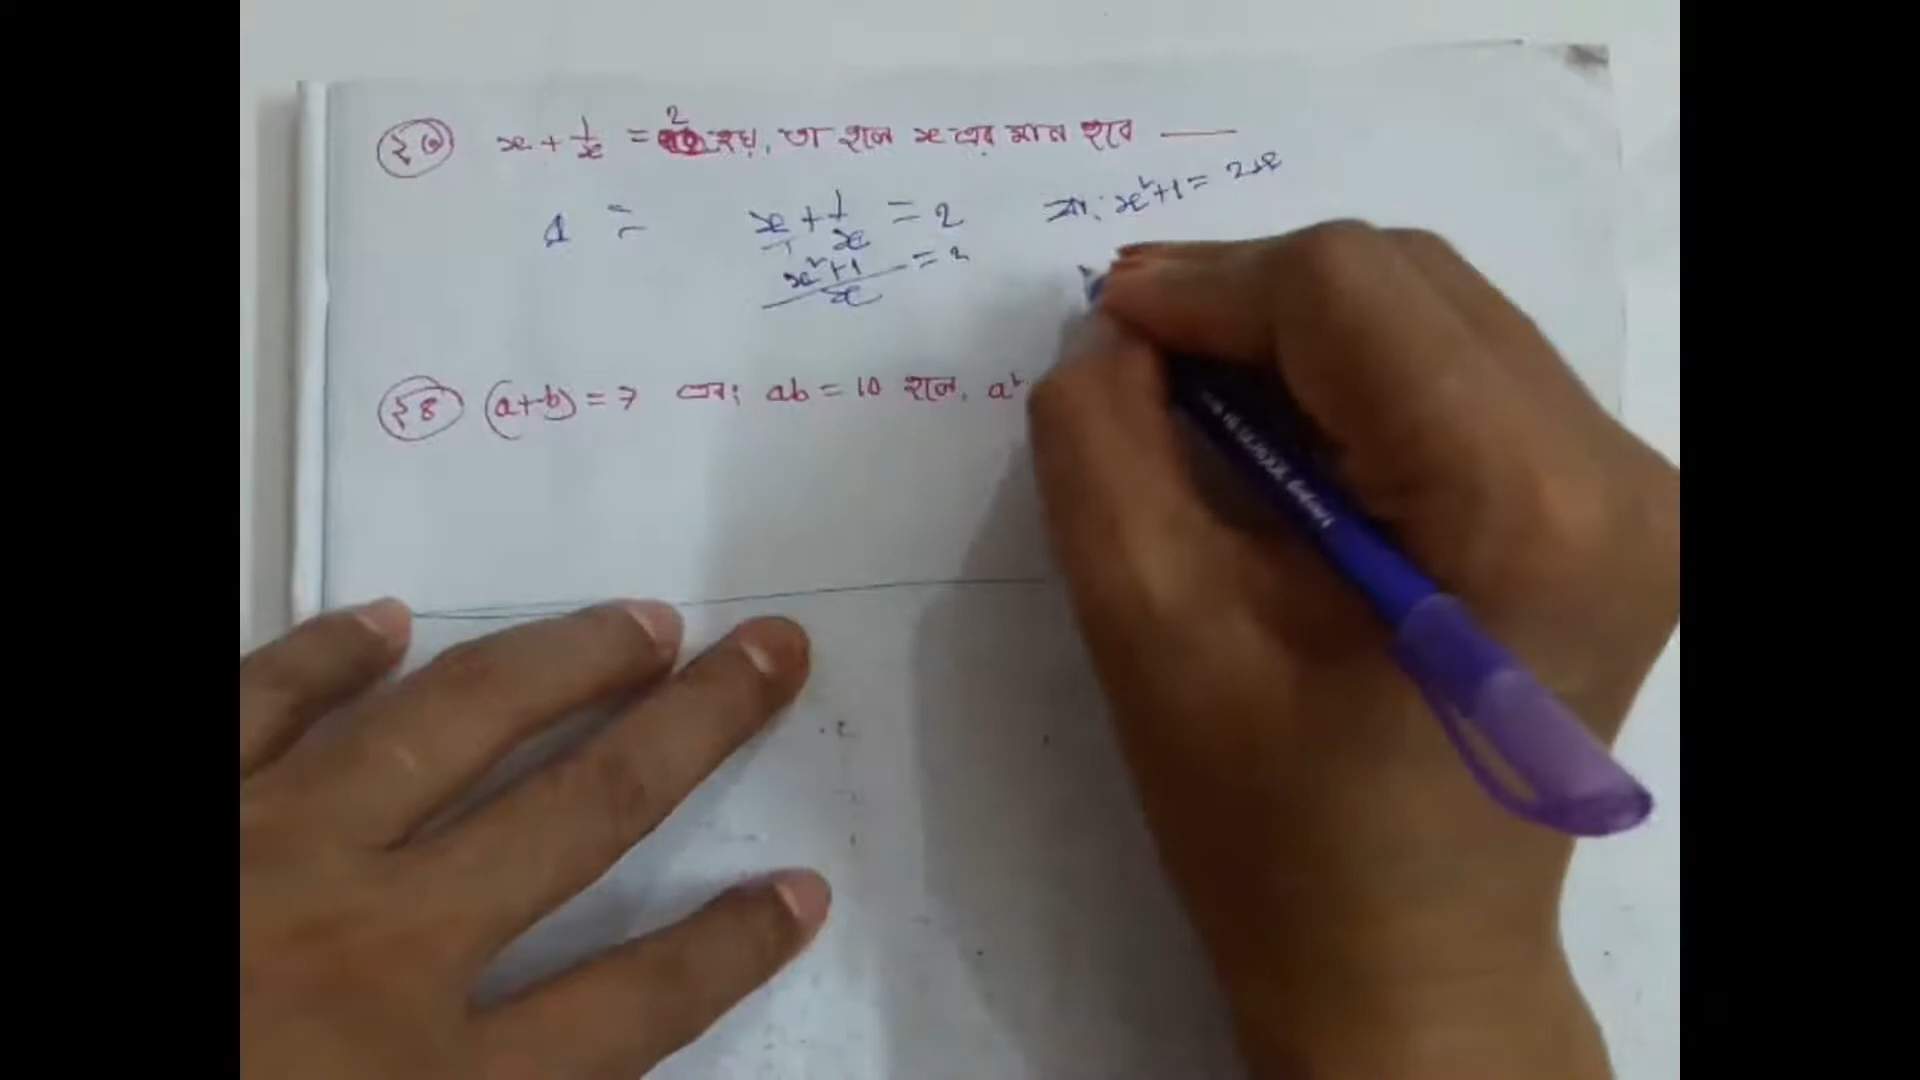 ২৩ x + 1/x = 2 হয়, তা হলে x এর মান হবে ——
1 =
x/1 + 1/x = 2
(x²+1)/x = 2
বা, x²+1 = 2x
২৪ (a+b) = 7 এবং ab = 10 হলে, a²